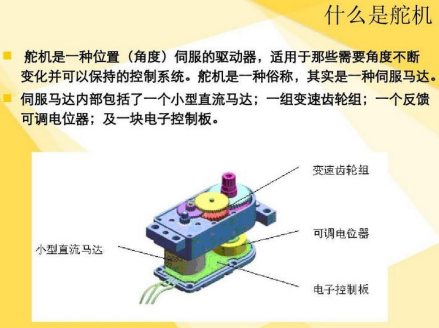 什么是舵机
舵机是一种位置（角度）伺服的驱动器，适用于那些需要角度不断
变化并可以保持的控制系统。舵机是一种俗称，其实是一种伺服马达。
伺服马达内部包括了一个小型直流马达；一组变速齿轮组；一个反馈
可调电位器；及一块电子控制板。
变速齿轮组
可调电位器
小型直流马达
电子控制板